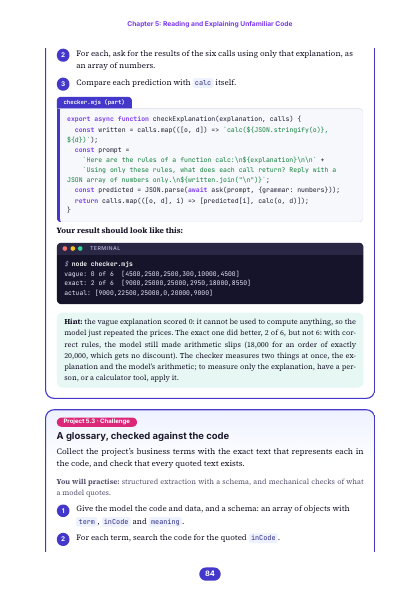 Chapter 5: Reading and Explaining Unfamiliar Code
2 For each, ask for the results of the six calls using only that explanation, as
an array of numbers.
3 Compare each prediction with calc itself.
checker.mjs (part)
export async function checkExplanation(explanation, calls) {
const written = calls.map(([o, d]) => `calc(${JSON.stringify(o)},
${d})`);
const prompt =
`Here are the rules of a function calc:\n${explanation}\n\n` +
`Using only these rules, what does each call return? Reply with a
JSON array of numbers only.\n${written.join("\n")}`;
const predicted = JSON.parse(await ask(prompt, {grammar: numbers}));
return calls.map(([o, d], i) => [predicted[i], calc(o, d)]);
}
Your result should look like this:
TERMINAL
$ node checker.mjs
vague: 0 of 6 [4500,2500,2500,300,10000,4500]
exact: 2 of 6 [9000,25000,25000,2950,18000,8550]
actual: [9000,22500,25000,0,20000,9000]
Hint: the vague explanation scored 0: it cannot be used to compute anything, so the
model just repeated the prices. The exact one did better, 2 of 6, but not 6: with cor-
rect rules, the model still made arithmetic slips (18,000 for an order of exactly
20,000, which gets no discount). The checker measures two things at once, the ex-
planation and the model's arithmetic; to measure only the explanation, have a per-
son, or a calculator tool, apply it.
Project 5.3 · Challenge
A glossary, checked against the code
Collect the project's business terms with the exact text that represents each in
the code, and check that every quoted text exists.
You will practise: structured extraction with a schema, and mechanical checks of what
a model quotes.
1 Give the model the code and data, and a schema: an array of objects with
term , inCode and meaning .
2 For each term, search the code for the quoted inCode .
84